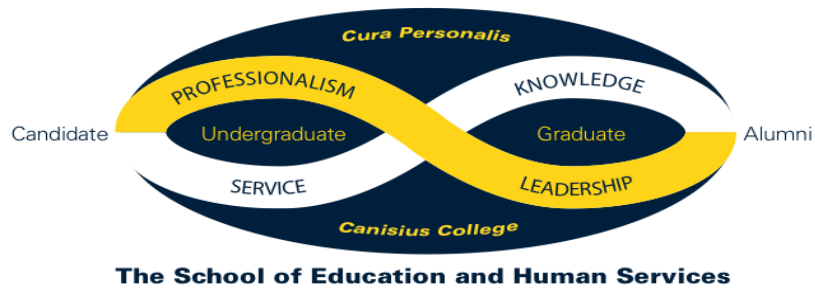 Cura Personalis
PROFESSIONALISM
KNOWLEDGE
Candidate
Undergraduate
Graduate
Alumni
SERVICE
LEADERSHIP
Canisius College
The School of Education and Human Services